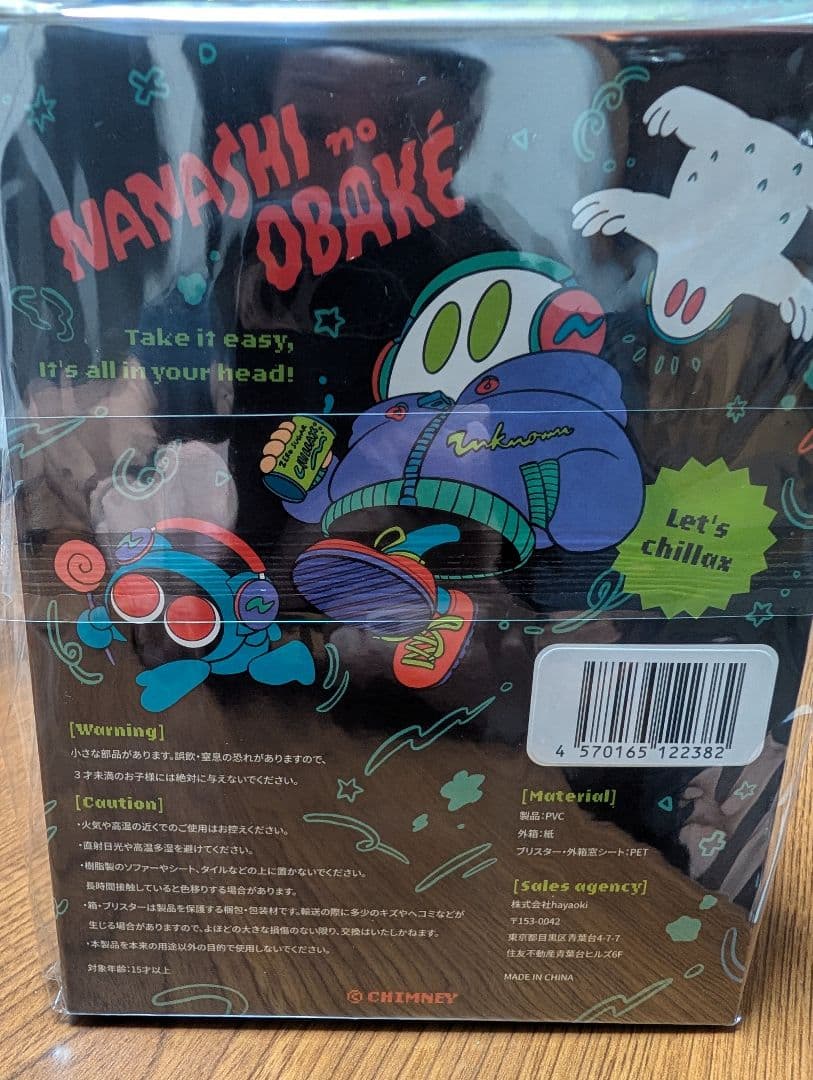 NANASHI no
OBAKÉ
Take it easy,
It's all in your head!
ZERO SUGAR
Unknown
Let's
chillax
4 570165 122382
[Warning]
小さな部品があります。誤飲・窒息の恐れがありますので、
3才未満のお子様には絶対に与えないでください。
[Caution]
・火気や高温の近くでのご使用はお控えください。
・直射日光や高温多湿を避けてください。
・樹脂製のソファーやシート、タイルなどの上に置かないでください。
長時間接触していると色移りする場合があります。
・箱・ブリスターは製品を保護する梱包・包装材です。輸送の際に多少のキズやヘコミなどが
生じる場合がありますので、よほどの大きな損傷のない限り、交換はいたしかねます。
・本製品を本来の用途以外の目的で使用しないでください。
対象年齢:15才以上
[Material]
製品:PVC
外箱:紙
ブリスター・外箱窓シート:PET
[Sales agency]
株式会社hayaoki
〒153-0042
東京都目黒区青葉台4-7-7
住友不動産青葉台ヒルズ6F
MADE IN CHINA
© CHIMNEY